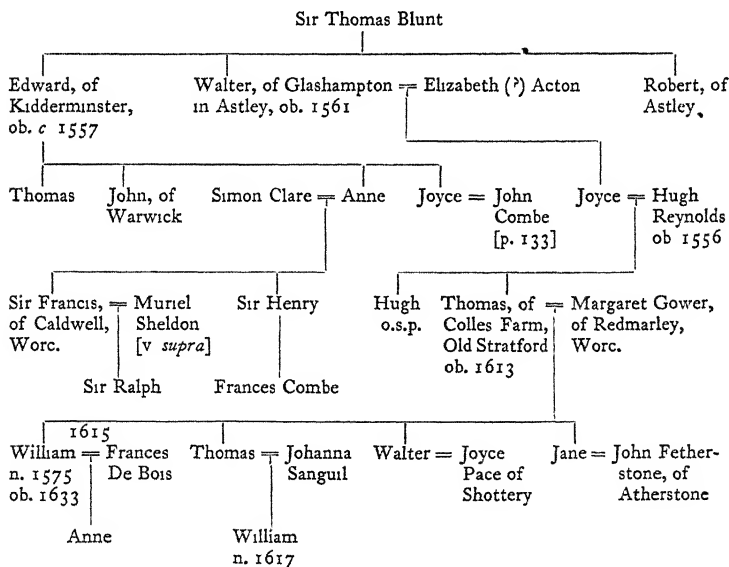 Sir Thomas Blunt
Edward, of Walter, of Glashampton = Elizabeth (?) Acton Robert, of
Kidderminster, in Astley, ob. 1561 Astley.
ob. c 1557
Thomas John, of Simon Clare = Anne Joyce = John Joyce = Hugh
Warwick Combe Reynolds
[p. 133] ob 1556
Sir Francis, = Muriel Sir Henry Hugh Thomas, of = Margaret Gower,
of Caldwell, Sheldon o.s.p. Colles Farm, of Redmarley,
Worc. [v supra] Old Stratford Worc.
ob. 1613
Sir Ralph Frances Combe
1615
William = Frances Thomas = Johanna Walter = Joyce Jane = John Fether-
n. 1575 De Bois Sanguil Pace of stone, of
ob. 1633 Shottery Atherstone
Anne William
n. 1617